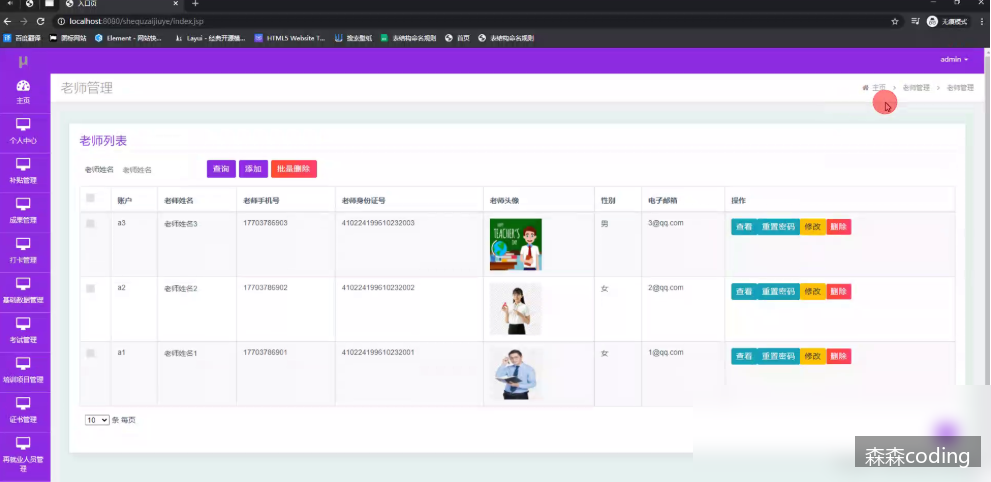 入口页
localhost:8080/shequzaijiuye/index.jsp
无痕模式
百度翻译 图标网站 Element - 网站快... Layui - 经典开源模... HTML5 Website T... 搜业壁纸 表结构命名规则 首页 表结构命名规则
μ admin
主页
个人中心
补贴管理
成果管理
打卡管理
基础数据管理
考试管理
培训项目管理
证书管理
再就业人员管理
老师管理
主页 老师管理 老师管理
老师列表
老师姓名 老师姓名 查询 添加 批量删除
账户 老师姓名 老师手机号 老师身份证号 老师头像 性别 电子邮箱 操作
a3 老师姓名3 17703786903 410224199610232003 男 3@qq.com 查看 重置密码 修改 删除
TEACHER'S
a2 老师姓名2 17703786902 410224199610232002 女 2@qq.com 查看 重置密码 修改 删除
a1 老师姓名1 17703786901 410224199610232001 女 1@qq.com 查看 重置密码 修改 删除
10 条 每页
森森coding